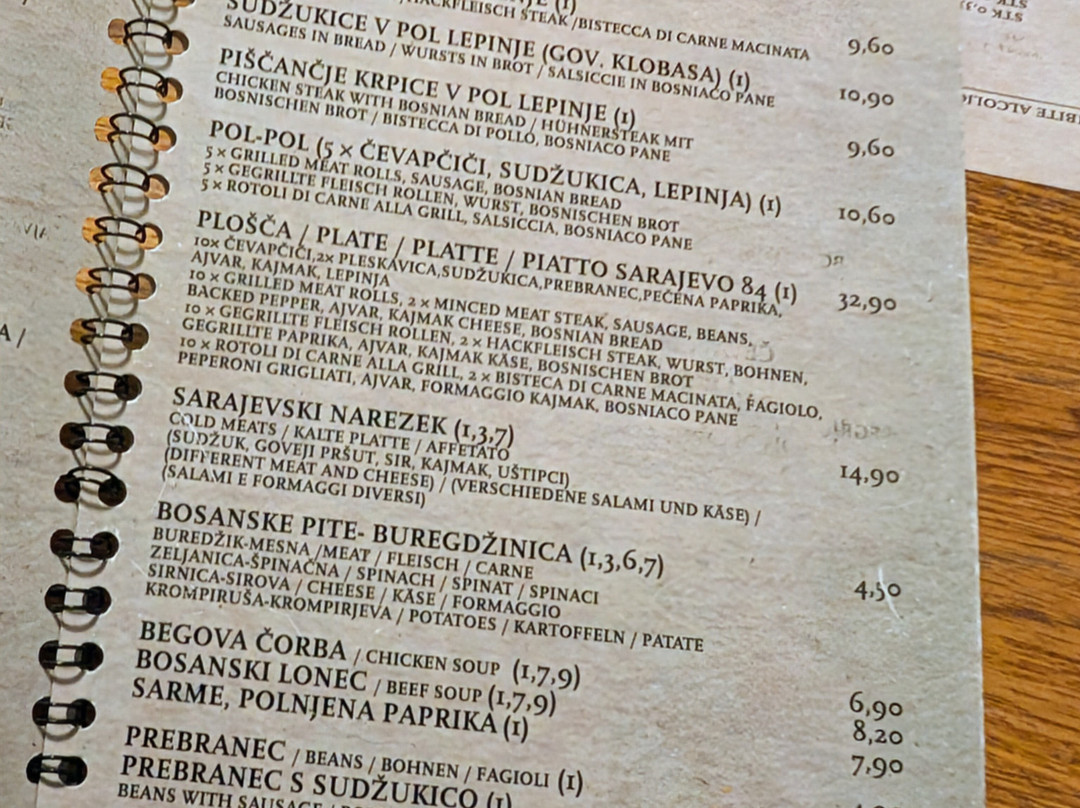 HACKFLEISCH STEAK / BISTECCA DI CARNE MACINATA 9,60
SUDŽUKICE V POL LEPINJE (GOV. KLOBASA) (1)
SAUSAGES IN BREAD / WURSTS IN BROT / SALSICCIE IN BOSNIACO PANE 10,90
PIŠČANČJE KRPICE V POL LEPINJE (1)
CHICKEN STEAK WITH BOSNIAN BREAD / HÜHNERSTEAK MIT
BOSNISCHEN BROT / BISTECCA DI POLLO, BOSNIACO PANE 9,60
POL-POL (5 × ČEVAPČIČI, SUDŽUKICA, LEPINJA) (1)
5 × GRILLED MEAT ROLLS, SAUSAGE, BOSNIAN BREAD 10,60
5 × GEGRILLTE FLEISCH ROLLEN, WURST, BOSNISCHEN BROT
5 × ROTOLI DI CARNE ALLA GRILL, SALSICCIA, BOSNIACO PANE
PLOŠČA / PLATE / PLATTE / PIATTO SARAJEVO 84 (1)
10× ČEVAPČIČI,2× PLESKAVICA,SUDŽUKICA,PREBRANEC,PEČENA PAPRIKA, 32,90
AJVAR, KAJMAK, LEPINJA
10 × GRILLED MEAT ROLLS, 2 × MINCED MEAT STEAK, SAUSAGE, BEANS,
BACKED PEPPER, AJVAR, KAJMAK CHEESE, BOSNIAN BREAD
10 × GEGRILLTE FLEISCH ROLLEN, 2 × HACKFLEISCH STEAK, WURST, BOHNEN,
GEGRILLTE PAPRIKA, AJVAR, KAJMAK KÄSE, BOSNISCHEN BROT
10 × ROTOLI DI CARNE ALLA GRILL, 2 × BISTECA DI CARNE MACINATA, FAGIOLO,
PEPERONI GRIGLIATI, AJVAR, FORMAGGIO KAJMAK, BOSNIACO PANE
SARAJEVSKI NAREZEK (1,3,7)
COLD MEATS / KALTE PLATTE / AFFETATO 14,90
(SUDŽUK, GOVEJI PRŠUT, SIR, KAJMAK, UŠTIPCI)
(DIFFERENT MEAT AND CHEESE) / (VERSCHIEDENE SALAMI UND KÄSE) /
(SALAMI E FORMAGGI DIVERSI)
BOSANSKE PITE- BUREGDŽINICA (1,3,6,7)
BUREDŽIK-MESNA /MEAT / FLEISCH / CARNE 4,50
ZELJANICA-ŠPINAČNA / SPINACH / SPINAT / SPINACI
SIRNICA-SIROVA / CHEESE / KÄSE / FORMAGGIO
KROMPIRUŠA-KROMPIRJEVA / POTATOES / KARTOFFELN / PATATE
BEGOVA ČORBA / CHICKEN SOUP (1,7,9) 6,90
BOSANSKI LONEC / BEEF SOUP (1,7,9) 8,20
SARME, POLNJENA PAPRIKA (1) 7,90
PREBRANEC / BEANS / BOHNEN / FAGIOLI (1)
PREBRANEC S SUDŽUKICO (1)
BEANS WITH SAUSAGE /